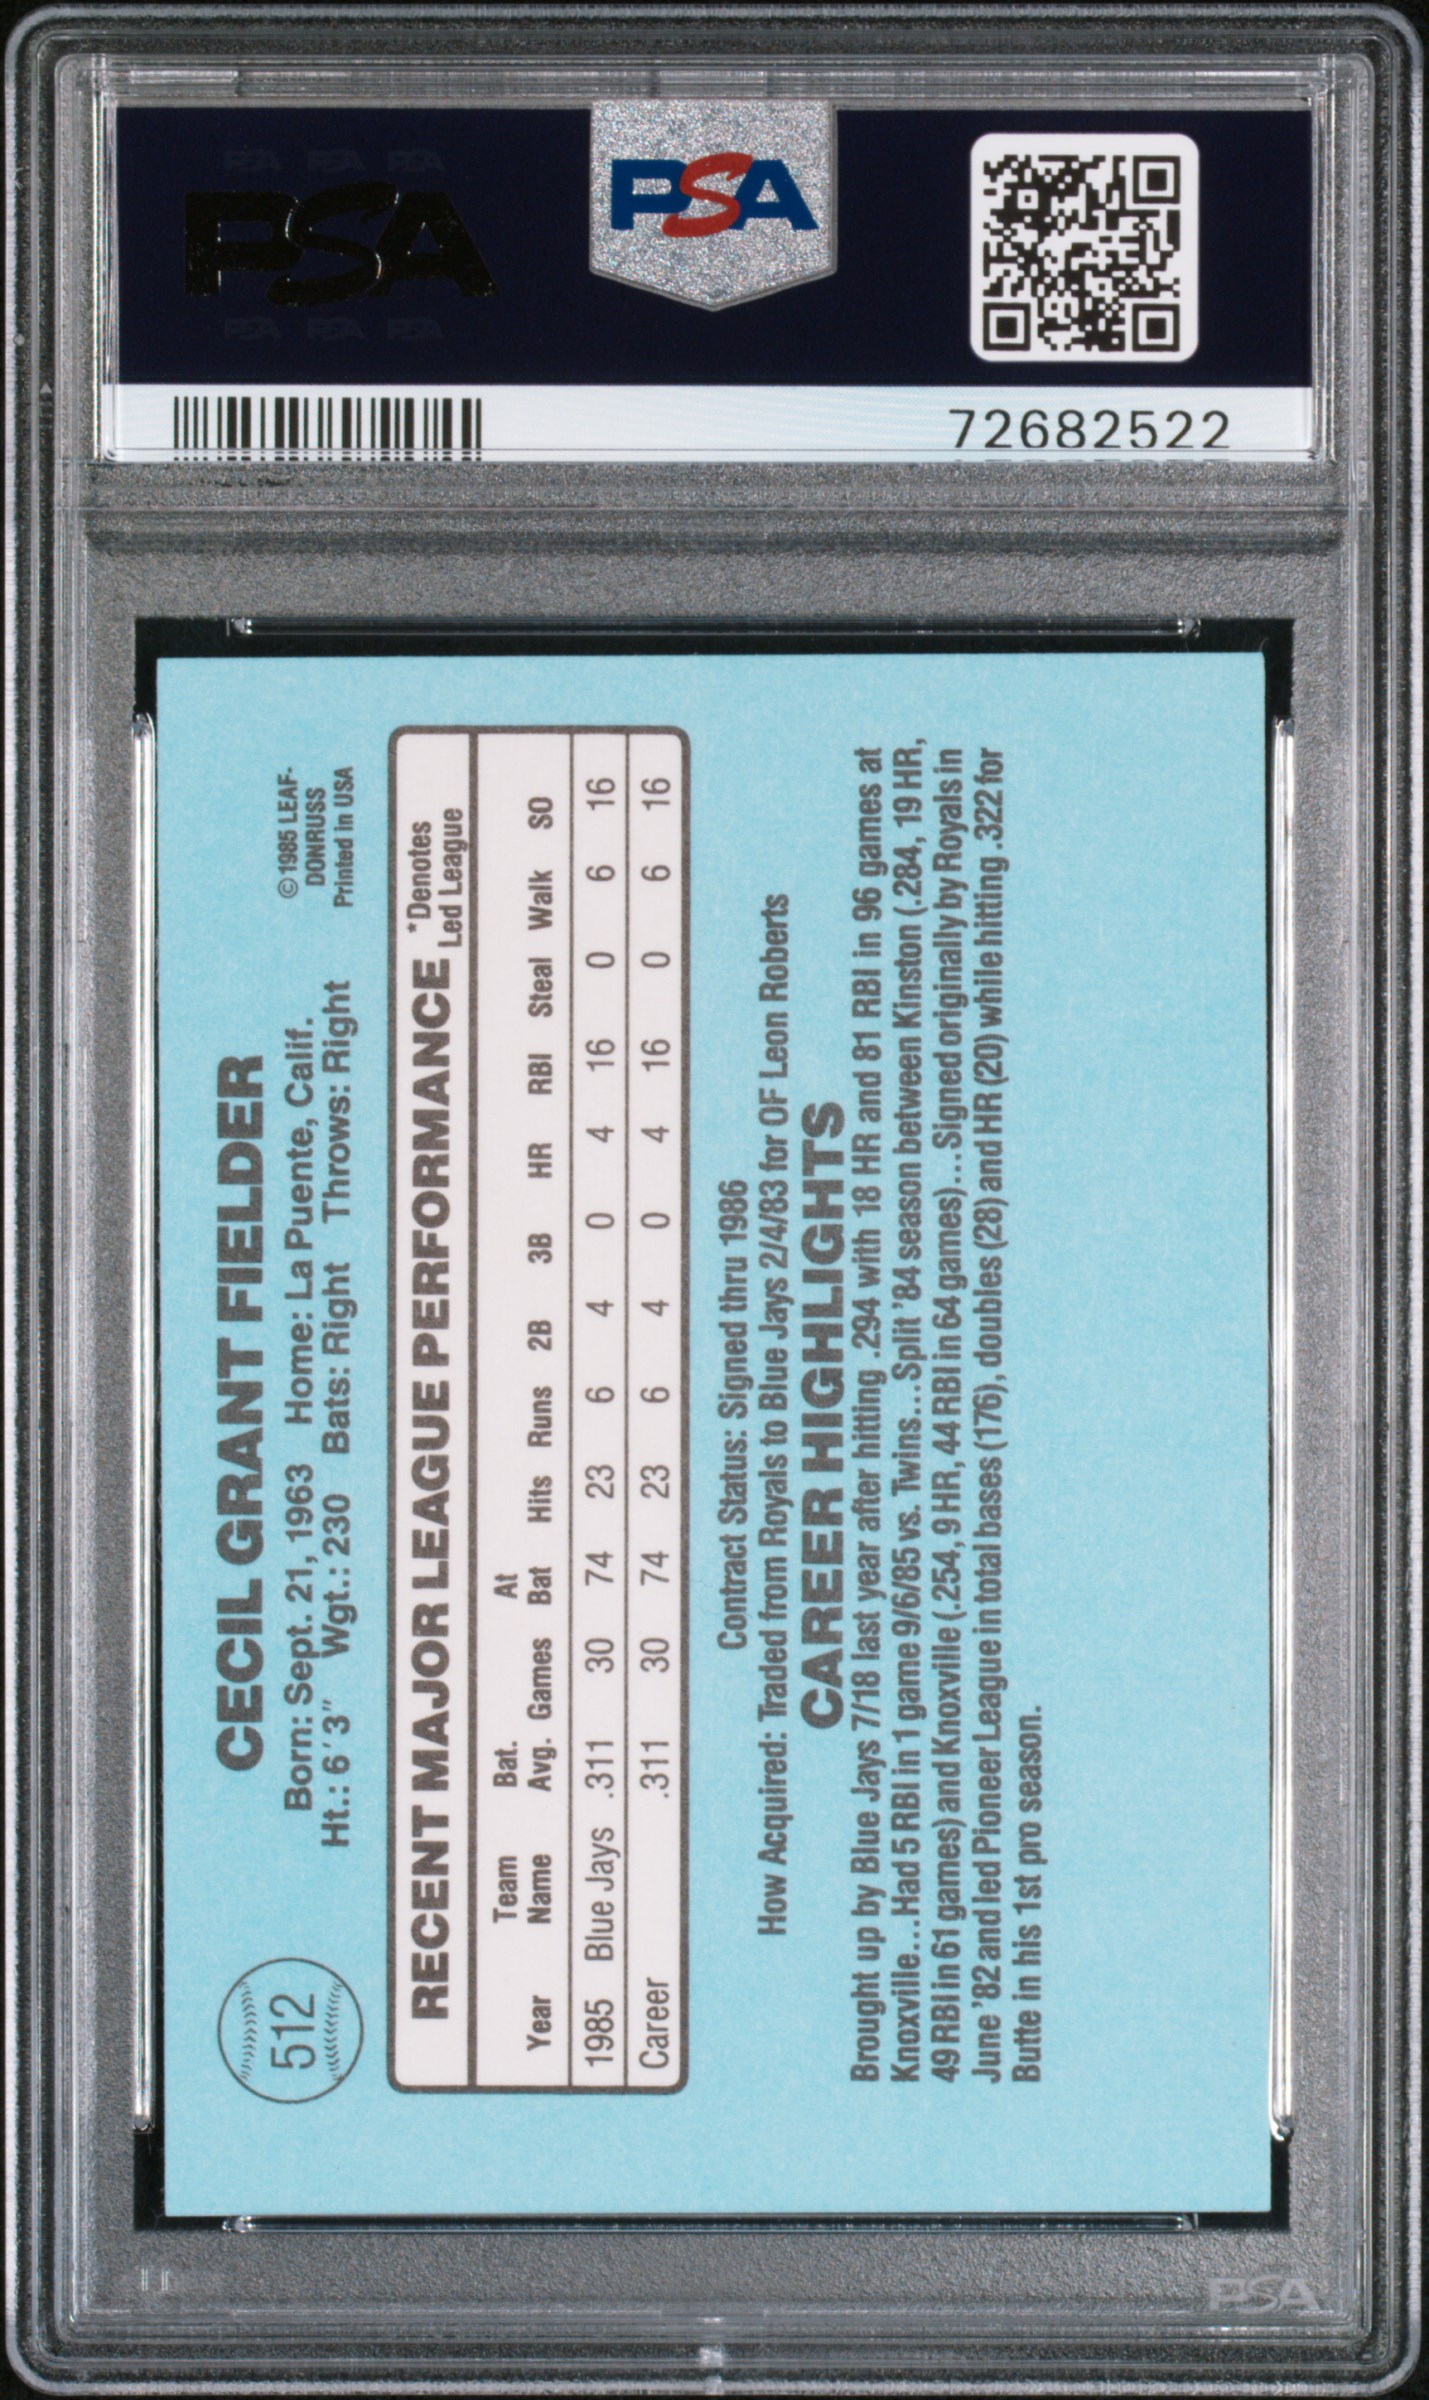 PSA PSA PSA
PSA
PSA PSA PSA
PSA
72682522
512
CECIL GRANT FIELDER
Born: Sept. 21, 1963 Home: La Puente, Calif.
Ht.: 6'3" Wgt.: 230 Bats: Right Throws: Right
©1985 LEAF-
DONRUSS
Printed in USA
RECENT MAJOR LEAGUE PERFORMANCE
*Denotes
Led League
Year Team Name Bat. Avg. Games At Bat Hits Runs 2B 3B HR RBI Steal Walk SO
1985 Blue Jays .311 30 74 23 6 4 0 4 16 0 6 16
Career .311 30 74 23 6 4 0 4 16 0 6 16
Contract Status: Signed thru 1986
How Acquired: Traded from Royals to Blue Jays 2/4/83 for OF Leon Roberts
CAREER HIGHLIGHTS
Brought up by Blue Jays 7/18 last year after hitting .294 with 18 HR and 81 RBI in 96 games at
Knoxville...Had 5 RBI in 1 game 9/6/85 vs. Twins...Split '84 season between Kinston (.284, 19 HR,
49 RBI in 61 games) and Knoxville (.254, 9 HR, 44 RBI in 64 games)...Signed originally by Royals in
June '82 and led Pioneer League in total bases (176), doubles (28) and HR (20) while hitting .322 for
Butte in his 1st pro season.
PSA